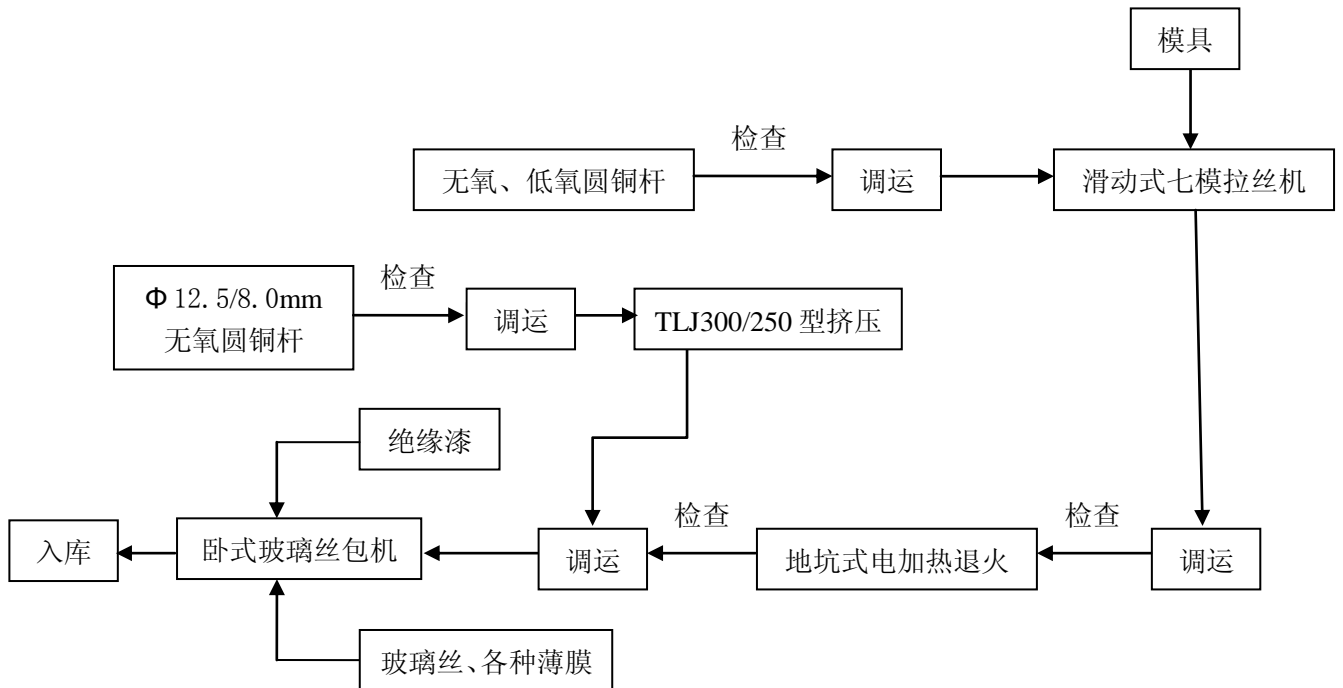 模具
检查
无氧、低氧圆铜杆
调运
滑动式七模拉丝机
检查
Φ12.5/8.0mm
无氧圆铜杆
调运
TLJ300/250 型挤压
绝缘漆
检查
检查
入库
卧式玻璃丝包机
调运
地坑式电加热退火
调运
玻璃丝、各种薄膜